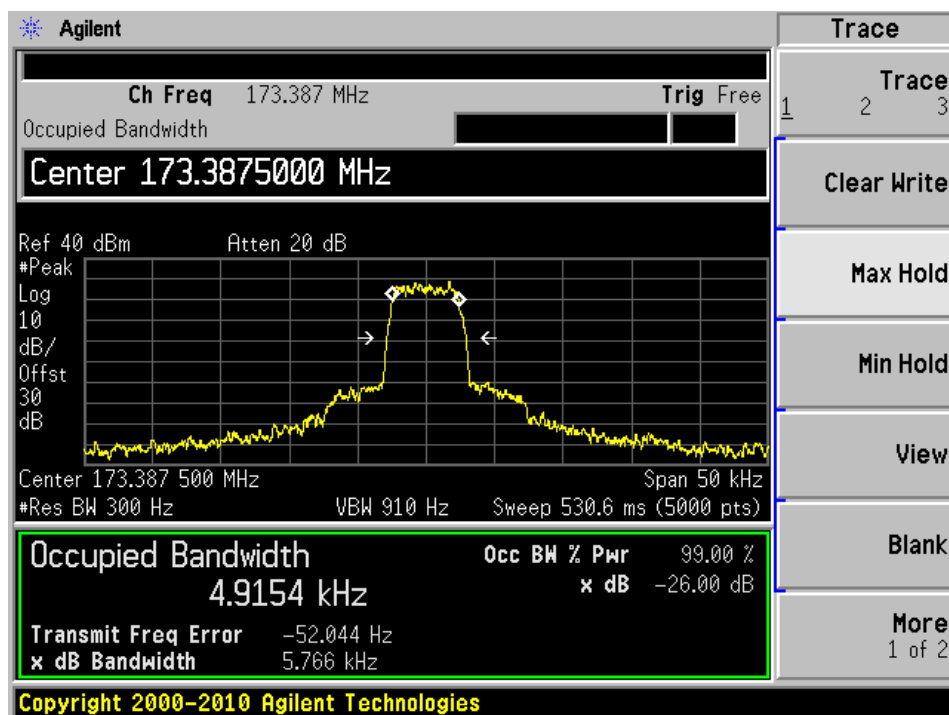 Agilent
Trace
Ch Freq 173.387 MHz Trig Free
Occupied Bandwidth
Center 173.3875000 MHz
Ref 40 dBm Atten 20 dB
#Peak
Log
10
dB/
Offst
30
dB
Center 173.387 500 MHz Span 50 kHz
#Res BW 300 Hz VBW 910 Hz Sweep 530.6 ms (5000 pts)
Occupied Bandwidth
4.9154 kHz
Occ BW % Pwr 99.00 %
x dB -26.00 dB
Transmit Freq Error -52.044 Hz
x dB Bandwidth 5.766 kHz
Copyright 2000-2010 Agilent Technologies
Trace
1 2 3
Clear Write
Max Hold
Min Hold
View
Blank
More
1 of 2